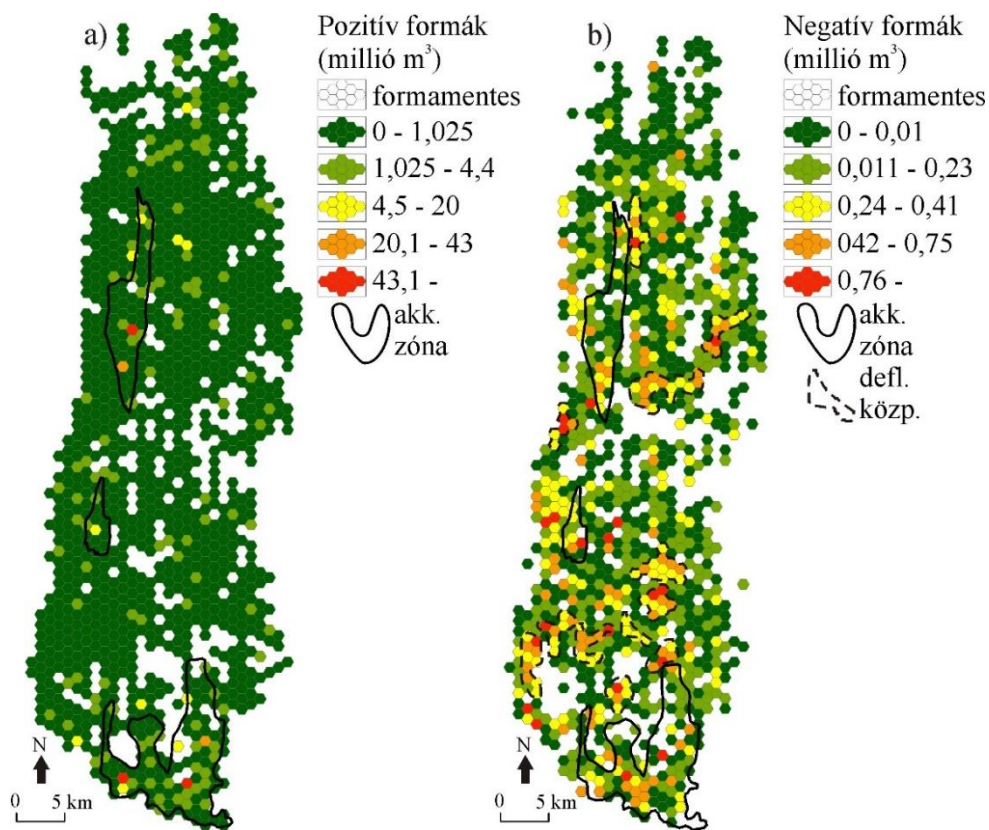 a)
Pozitív formák
(millió m³)
formamentes
0 - 1,025
1,025 - 4,4
4,5 - 20
20,1 - 43
43,1 -
akk.
zóna
N
0 5 km
b)
Negatív formák
(millió m³)
formamentes
0 - 0,01
0,011 - 0,23
0,24 - 0,41
042 - 0,75
0,76 -
akk.
zóna
defl.
közp.
N
0 5 km